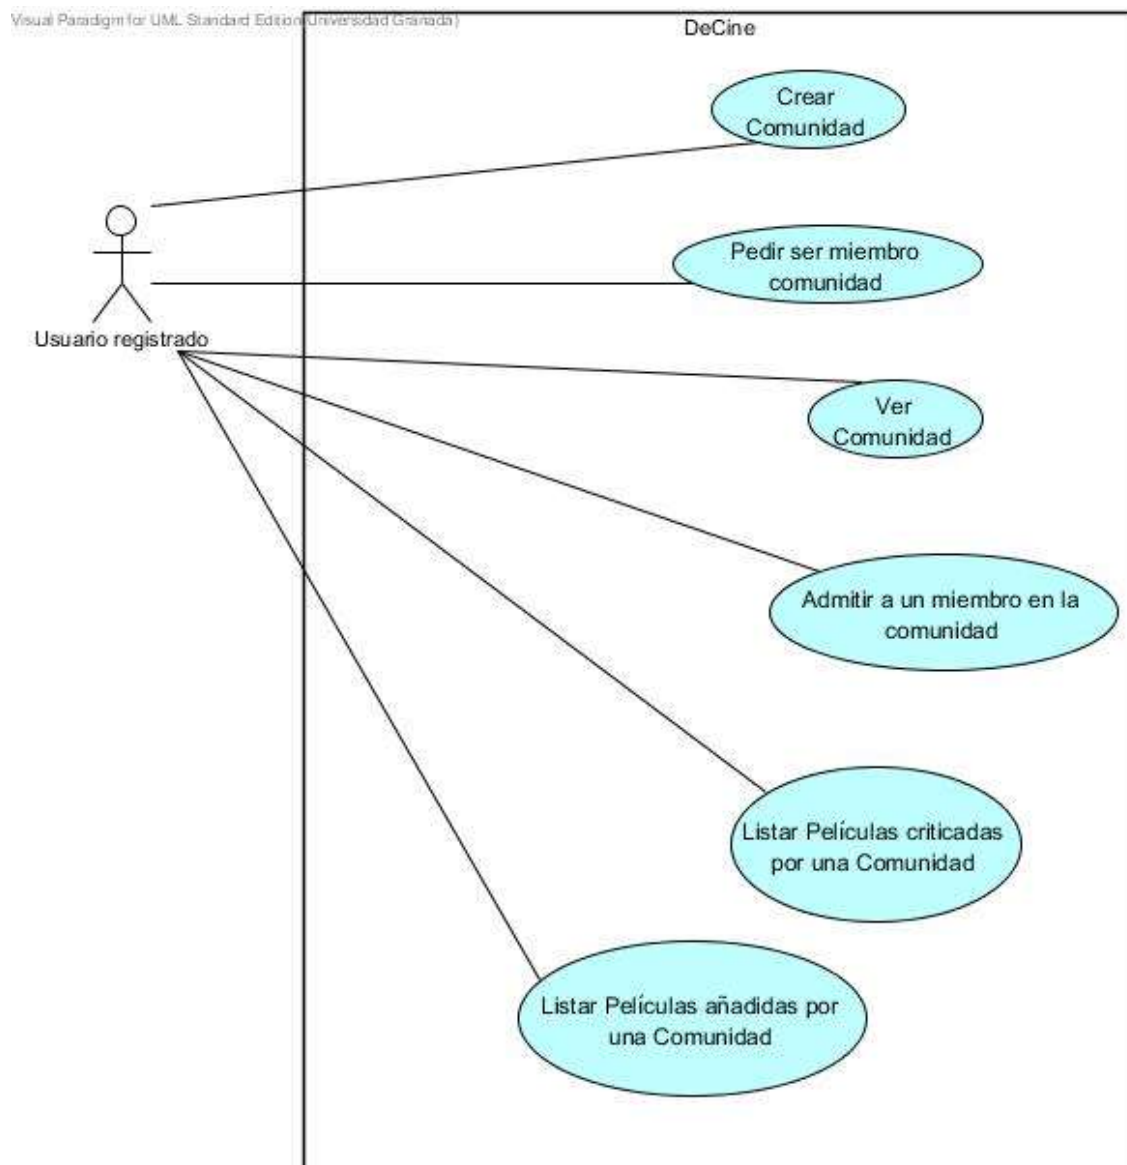 Visual Paradigm for UML Standard Edition(Universidad Granada)
DeCine
Crear
Comunidad
Pedir ser miembro
comunidad
Usuario registrado
Ver
Comunidad
Admitir a un miembro en la
comunidad
Listar Películas criticadas
por una Comunidad
Listar Películas añadidas por
una Comunidad